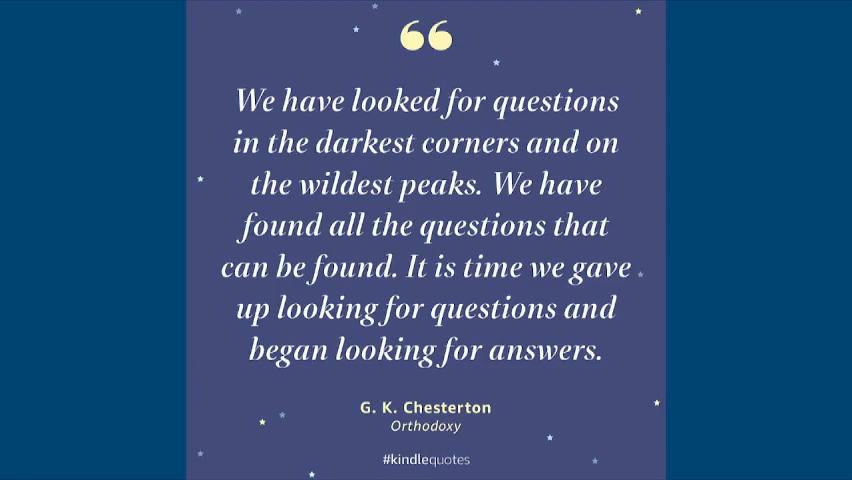 “
We have looked for questions
in the darkest corners and on
the wildest peaks. We have
found all the questions that
can be found. It is time we gave
up looking for questions and
began looking for answers.
G. K. Chesterton
Orthodoxy
#kindlequotes